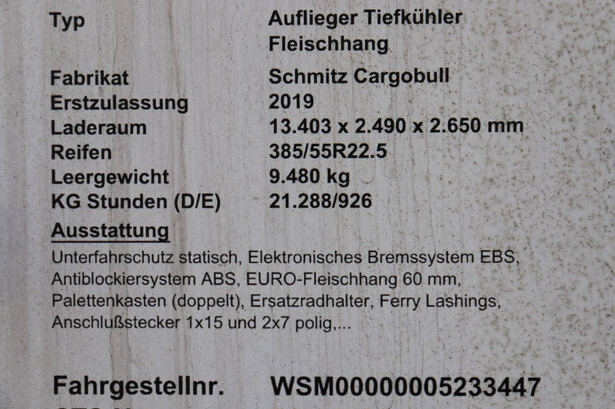 Typ Auflieger Tiefkühler
Fleischhang
Fabrikat Schmitz Cargobull
Erstzulassung 2019
Laderaum 13.403 x 2.490 x 2.650 mm
Reifen 385/55R22.5
Leergewicht 9.480 kg
KG Stunden (D/E) 21.288/926
Ausstattung
Unterfahrschutz statisch, Elektronisches Bremssystem EBS,
Antiblockiersystem ABS, EURO-Fleischhang 60 mm,
Palettenkasten (doppelt), Ersatzradhalter, Ferry Lashings,
Anschlußstecker 1x15 und 2x7 polig,...
Fahrgestellnr. WSM00000005233447